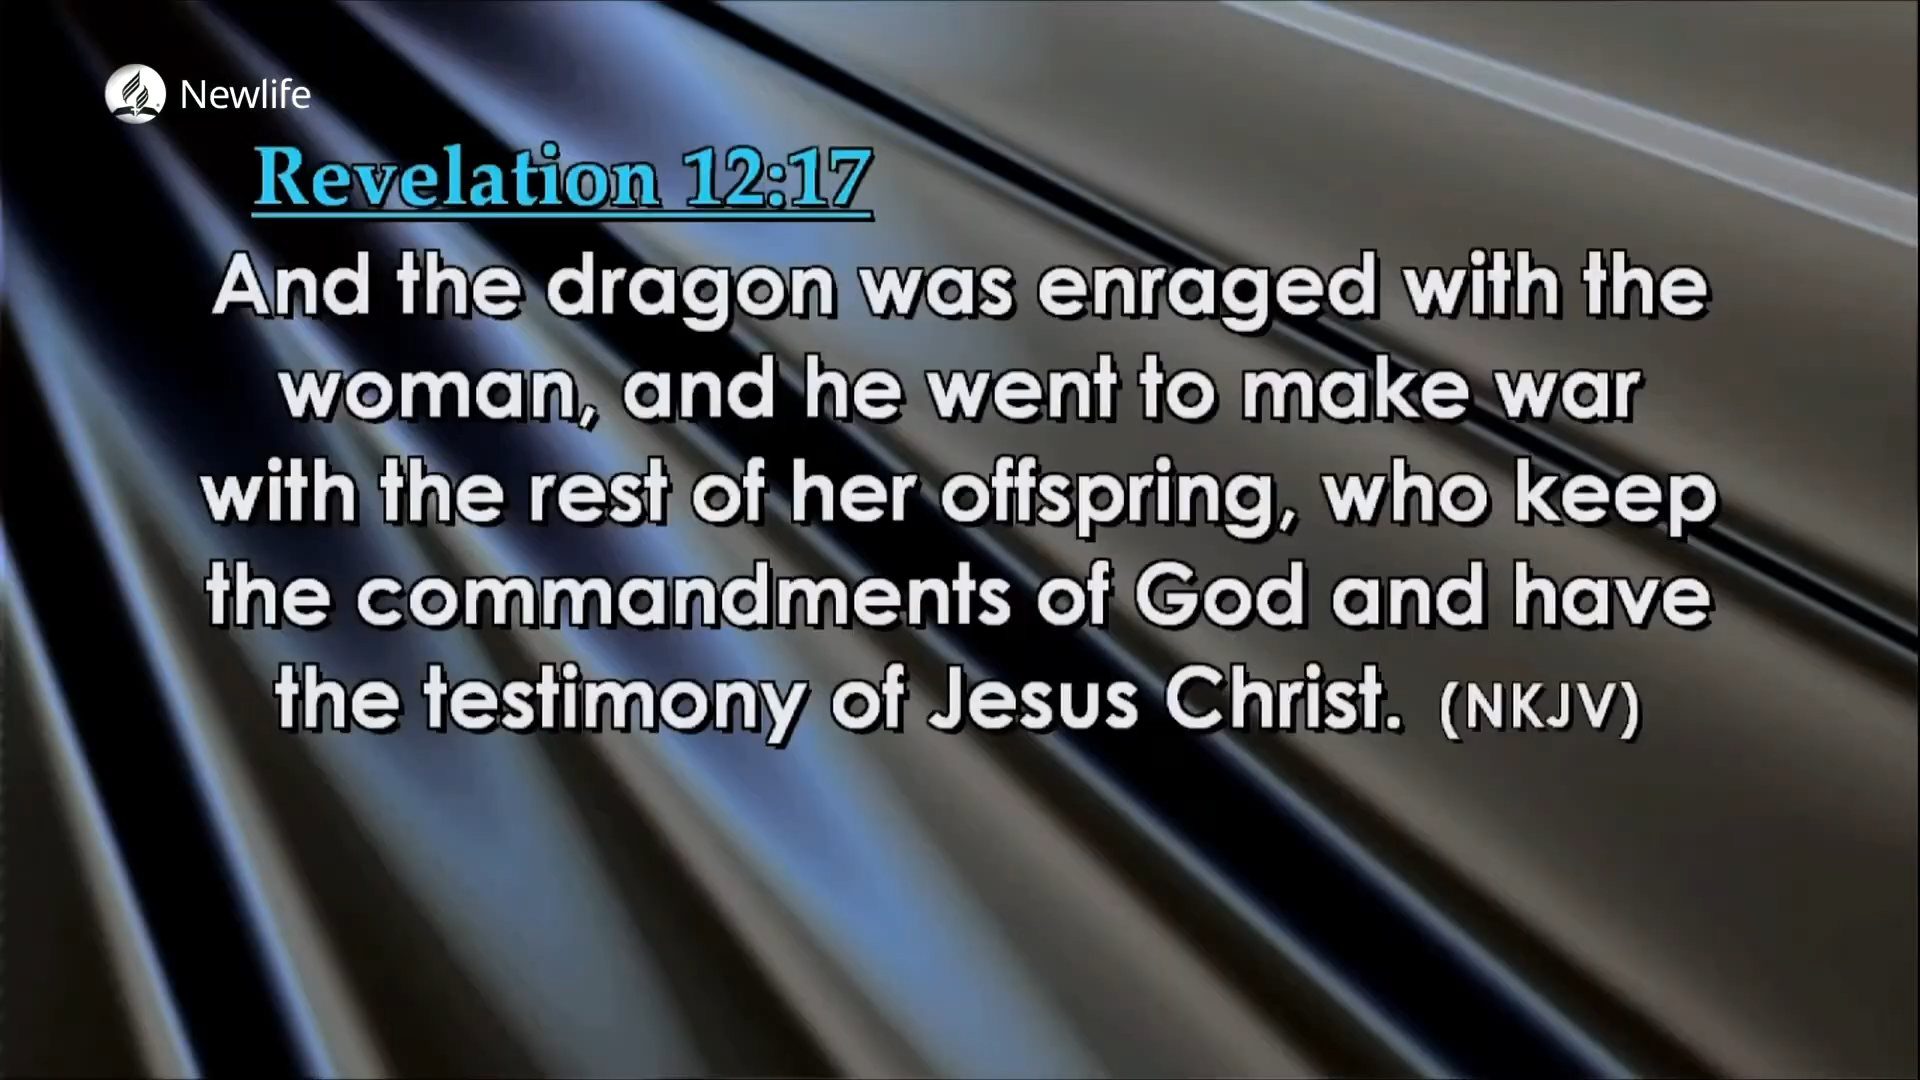 Newlife
Revelation 12:17
And the dragon was enraged with the
woman, and he went to make war
with the rest of her offspring, who keep
the commandments of God and have
the testimony of Jesus Christ. (NKJV)